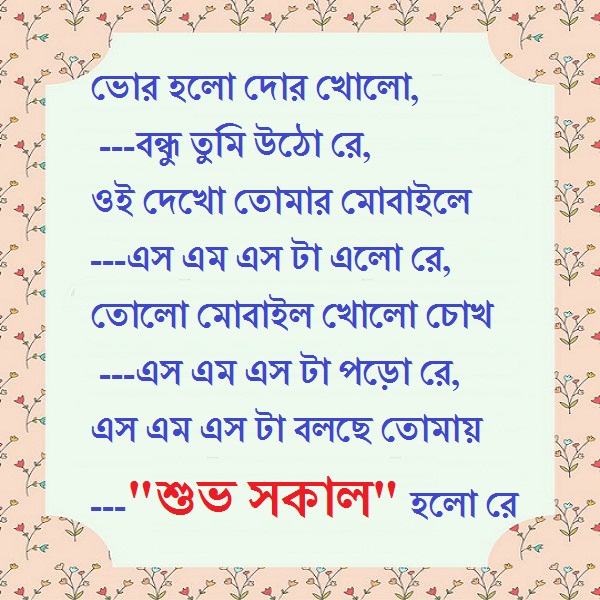 ভোর হলো দোর খোলো,
---বন্ধু তুমি উঠো রে,
ওই দেখো তোমার মোবাইলে
---এস এম এস টা এলো রে,
তোলো মোবাইল খোলো চোখ
---এস এম এস টা পড়ো রে,
এস এম এস টা বলছে তোমায়
---"শুভ সকাল" হলো রে